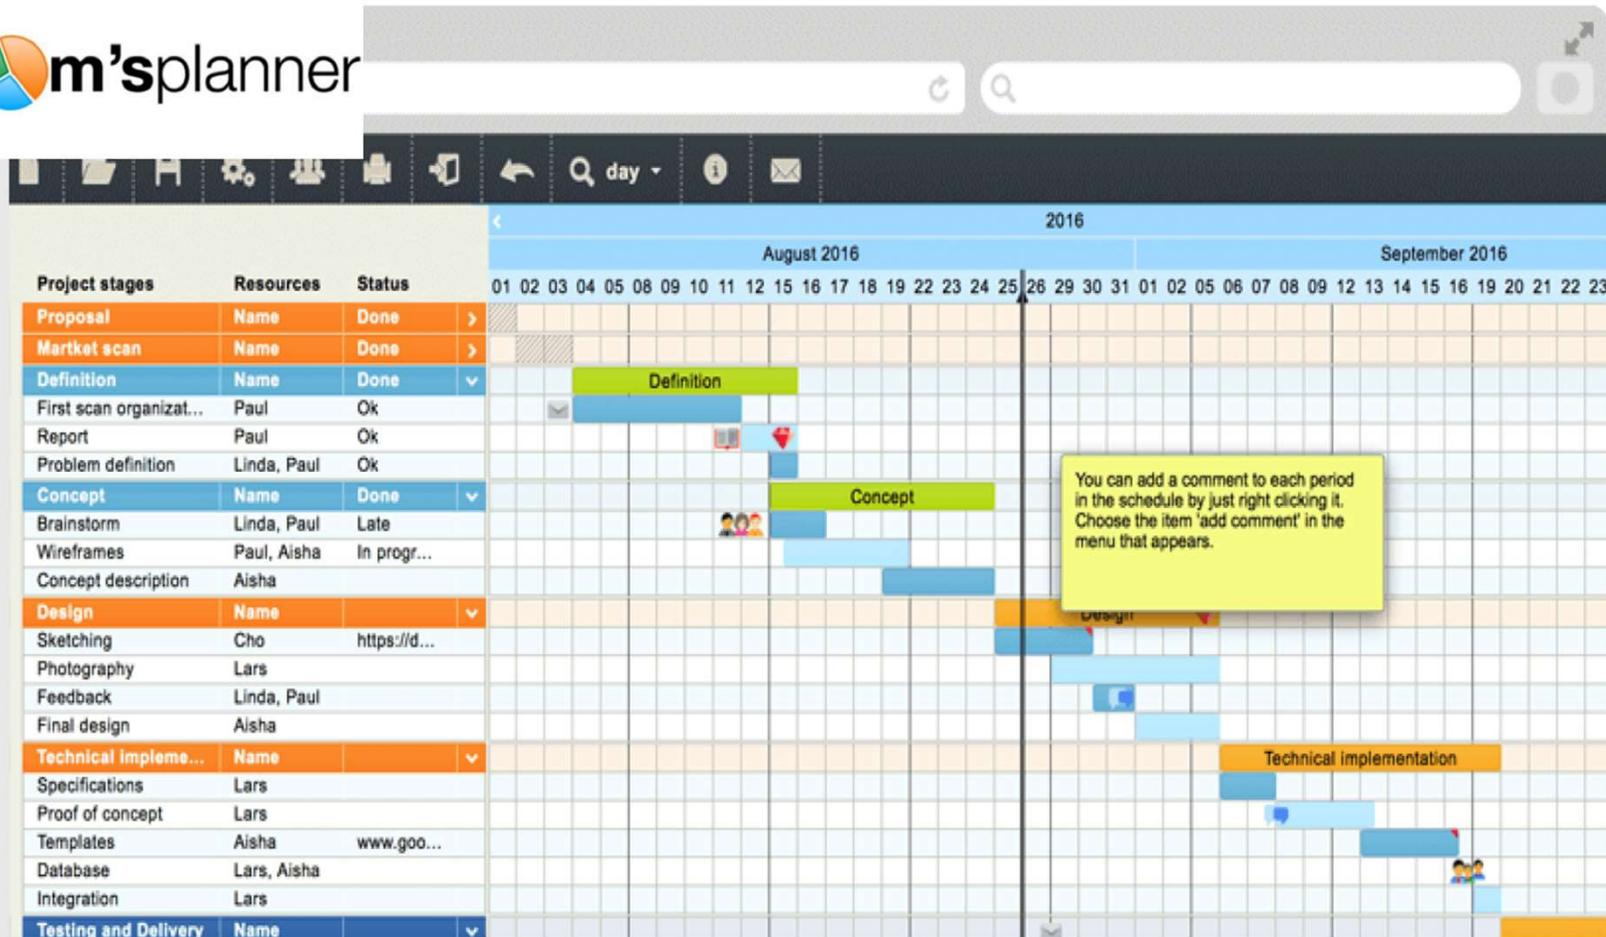 m'splanner
day
2016
August 2016 September 2016
Project stages Resources Status 01 02 03 04 05 08 09 10 11 12 15 16 17 18 19 22 23 24 25 26 29 30 31 01 02 05 06 07 08 09 12 13 14 15 16 19 20 21 22 23
Proposal Name Done
Martket scan Name Done
Definition Name Done Definition
First scan organizat... Paul Ok
Report Paul Ok
Problem definition Linda, Paul Ok
Concept Name Done Concept
Brainstorm Linda, Paul Late
Wireframes Paul, Aisha In progr...
Concept description Aisha
You can add a comment to each period
in the schedule by just right clicking it.
Choose the item 'add comment' in the
menu that appears.
Design Name Design
Sketching Cho https://d...
Photography Lars
Feedback Linda, Paul
Final design Aisha
Technical impleme... Name Technical implementation
Specifications Lars
Proof of concept Lars
Templates Aisha www.goo...
Database Lars, Aisha
Integration Lars
Testing and Delivery Name